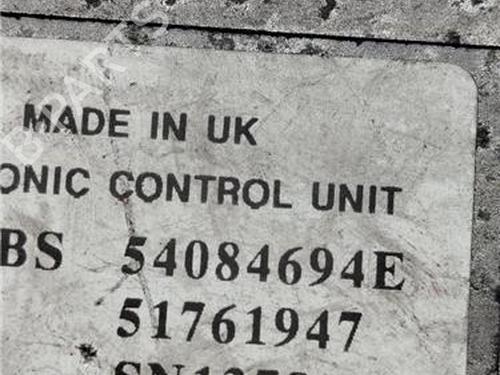 MADE IN UK
ONIC CONTROL UNIT
BS 54084694E
51761947